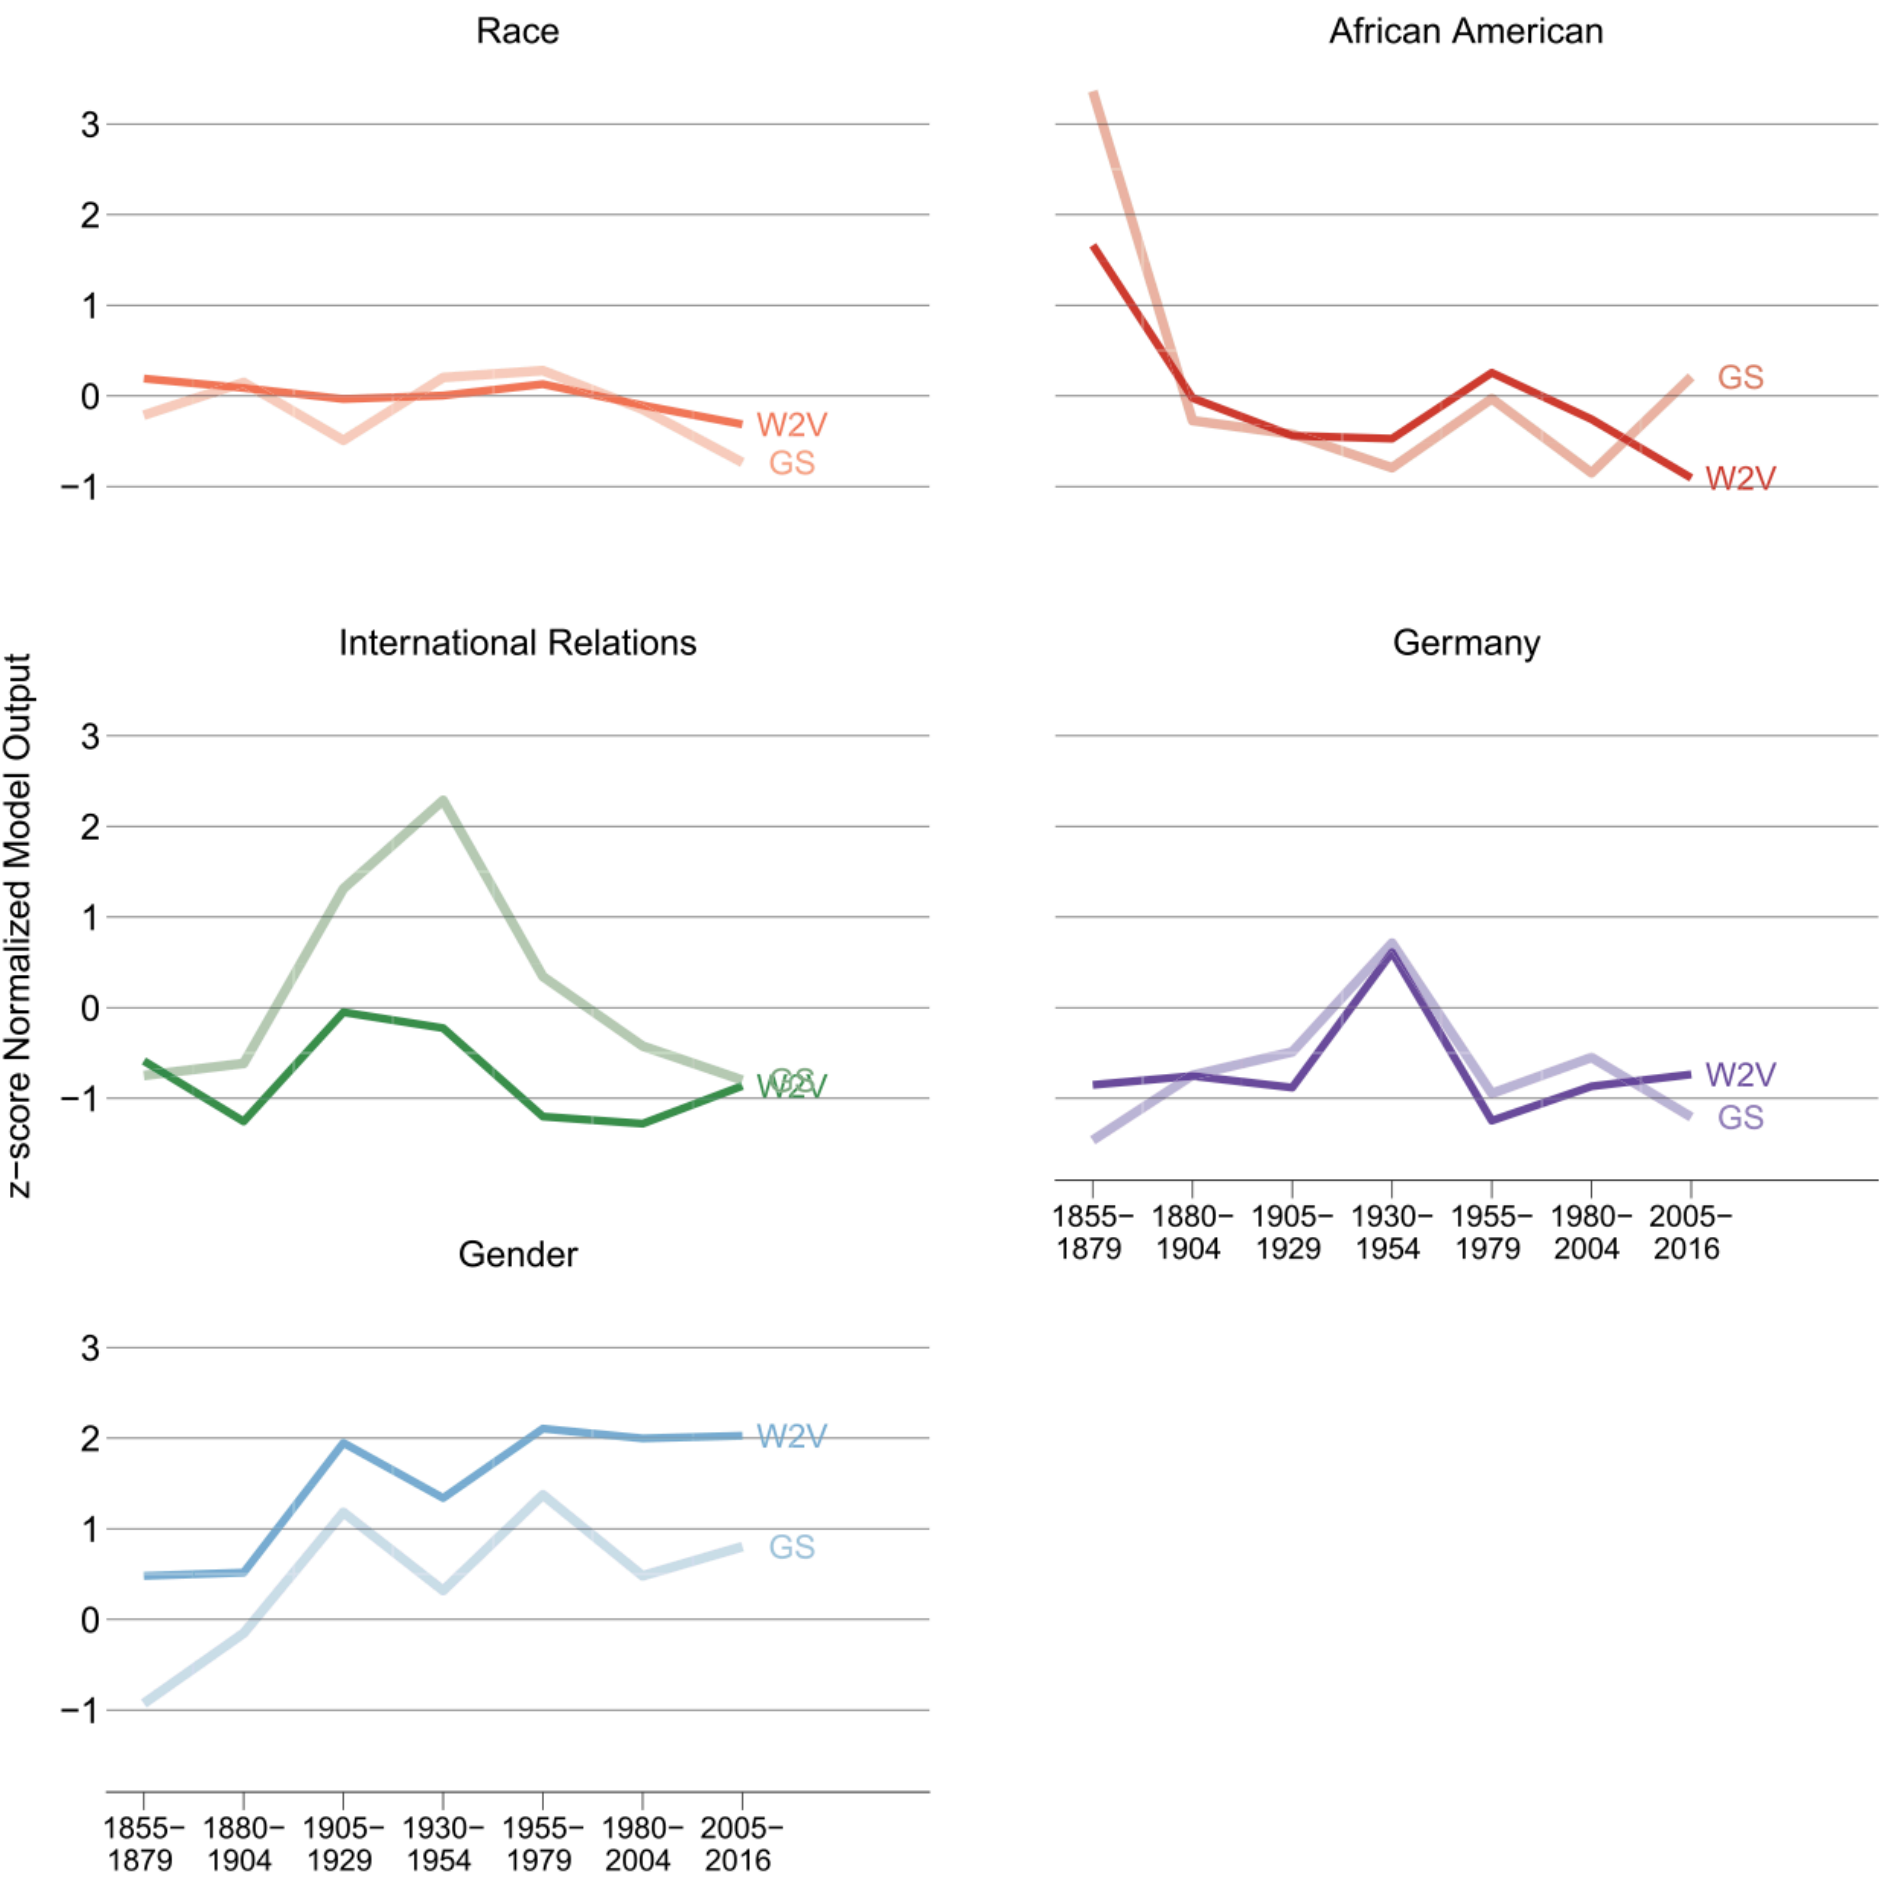 Race
African American
3
2
1
0
−1
W2V
GS
GS
W2V
International Relations
Germany
z−score Normalized Model Output
3
2
1
0
−1
GS
W2V
W2V
GS
1855− 1880− 1905− 1930− 1955− 1980− 2005−
1879 1904 1929 1954 1979 2004 2016
Gender
3
2
1
0
−1
W2V
GS
1855− 1880− 1905− 1930− 1955− 1980− 2005−
1879 1904 1929 1954 1979 2004 2016